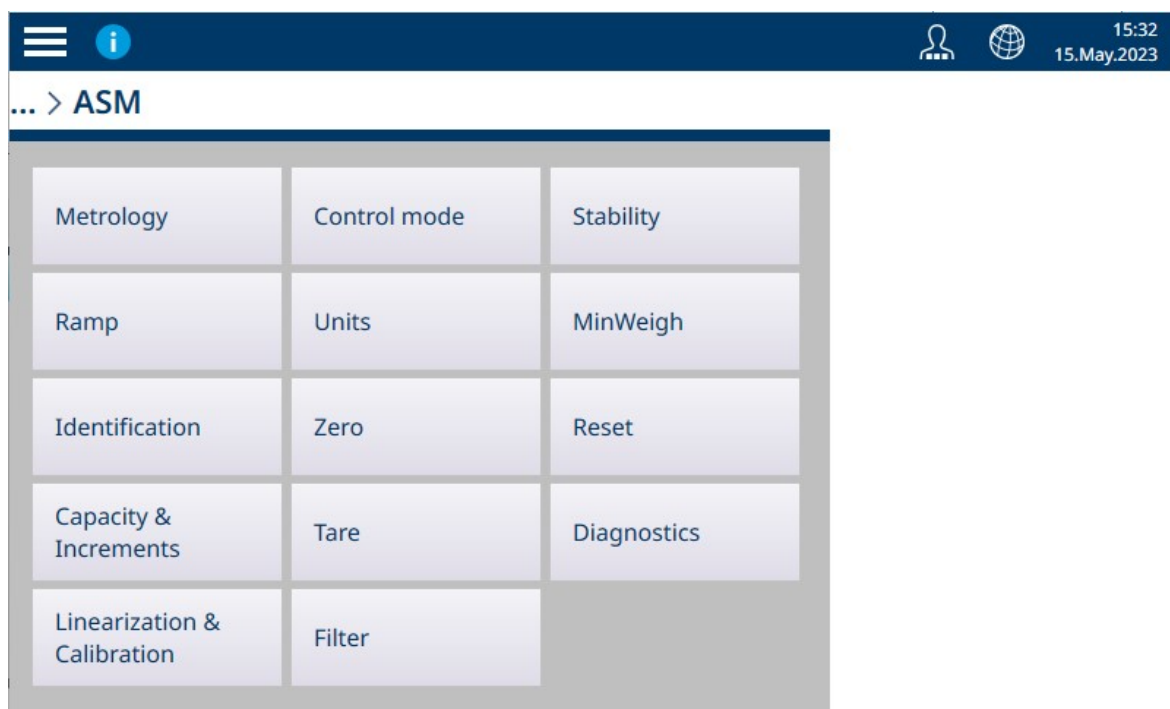 i
15:32
15.May.2023
... > ASM
Metrology
Control mode
Stability
Ramp
Units
MinWeigh
Identification
Zero
Reset
Capacity &
Increments
Tare
Diagnostics
Linearization &
Calibration
Filter